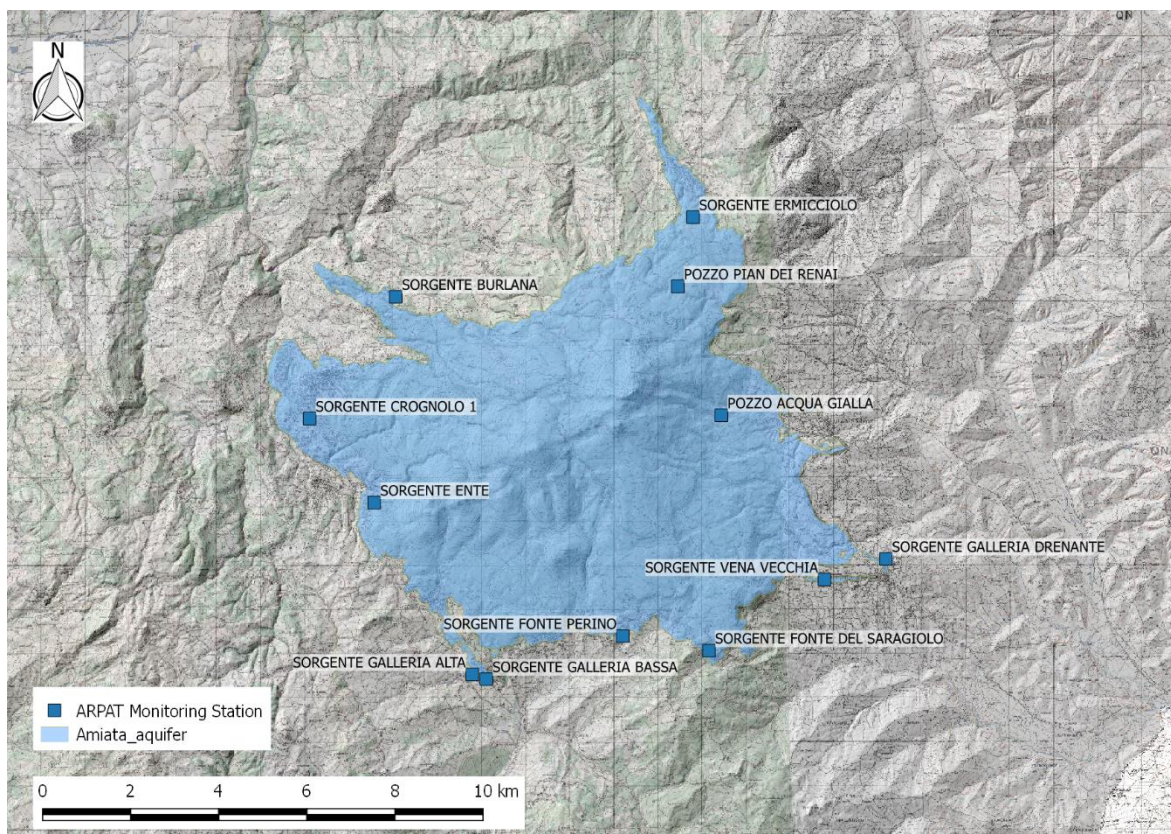 QN
N
SORGENTE ERMICCIOLO
POZZO PIAN DEI RENAI
SORGENTE BURLANA
SORGENTE CROGNOLO 1
POZZO ACQUA GIALLA
SORGENTE ENTE
SORGENTE GALLERIA DRENANTE
SORGENTE VENA VECCHIA
SORGENTE FONTE PERINO
SORGENTE FONTE DEL SARAGIOLO
SORGENTE GALLERIA ALTA
SORGENTE GALLERIA BASSA
ARPAT Monitoring Station
Amiata_aquifer
0 2 4 6 8 10 km